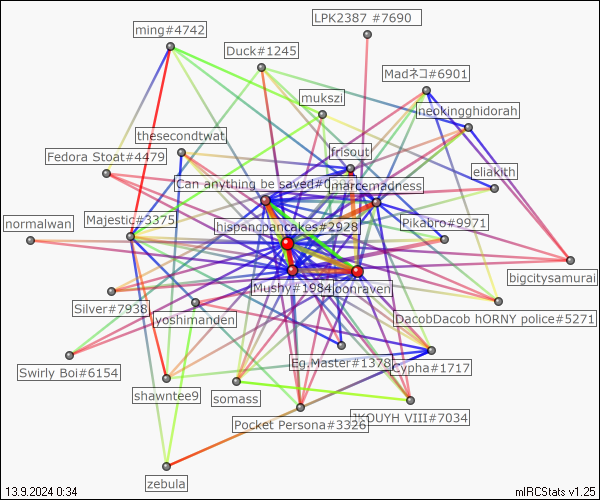 LPK2387 #7690
ming#4742
Duck#1245
Madネコ#6901
mukszi
neokingghidorah
thesecondtwat
frisout
Fedora Stoat#4479
eliakith
Can anything be saved#0
marcemadness
normalwan
Majestic#3375
hispancpancakes#2928
Pikabro#9971
bigcitysamurai
Mushy#1984
oonraven
Silver#7938
yoshimanden
DacobDacob hORNY police#5271
Eg.Master#1378
Cypha#1717
Swirly Boi#6154
shawntee9
somass
Pocket Persona#3326
KOUYH VIII#7034
zebula
13.9.2024 0:34
mIRCStats v1.25